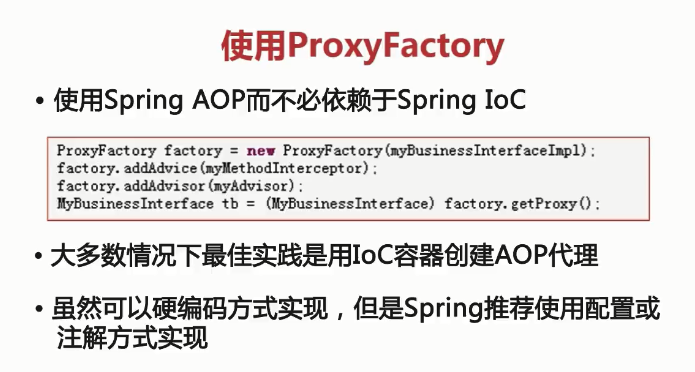 使用ProxyFactory
• 使用Spring AOP而不必依赖于Spring IoC
ProxyFactory factory = new ProxyFactory(myBusinessInterfaceImpl);
factory.addAdvice(myMethodInterceptor);
factory.addAdvisor(myAdvisor);
MyBusinessInterface tb = (MyBusinessInterface) factory.getProxy();
• 大多数情况下最佳实践是用IoC容器创建AOP代理
• 虽然可以硬编码方式实现，但是Spring推荐使用配置或
注解方式实现